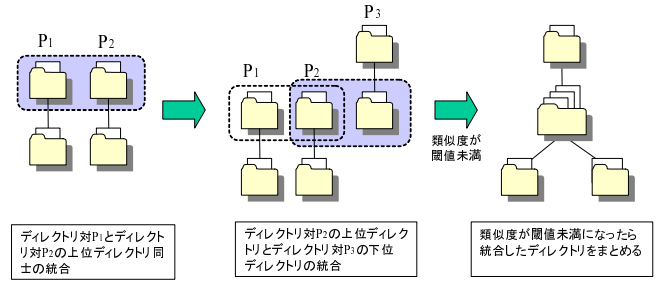 P1 P2
P3
P1 P2
類似度が
閾値未満
ディレクトリ対P1とディレクト
リ対P2の上位ディレクトリ同
士の統合
ディレクトリ対P2の上位ディレク
トリとディレクトリ対P3の下位
ディレクトリの統合
類似度が閾値未満になったら
統合したディレクトリをまとめる